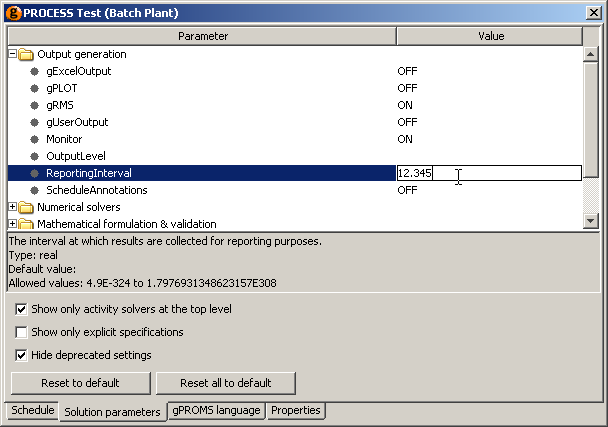 PROCESS Test (Batch Plant)
Parameter Value
Output generation
gExcelOutput OFF
gPLOT OFF
gRMS ON
gUserOutput OFF
Monitor ON
OutputLevel
ReportingInterval 12.345
ScheduleAnnotations OFF
Numerical solvers
Mathematical formulation & validation
The interval at which results are collected for reporting purposes.
Type: real
Default value:
Allowed values: 4.9E-324 to 1.7976931348623157E308
Show only activity solvers at the top level
Show only explicit specifications
Hide deprecated settings
Reset to default Reset all to default
Schedule Solution parameters gPROMS language Properties